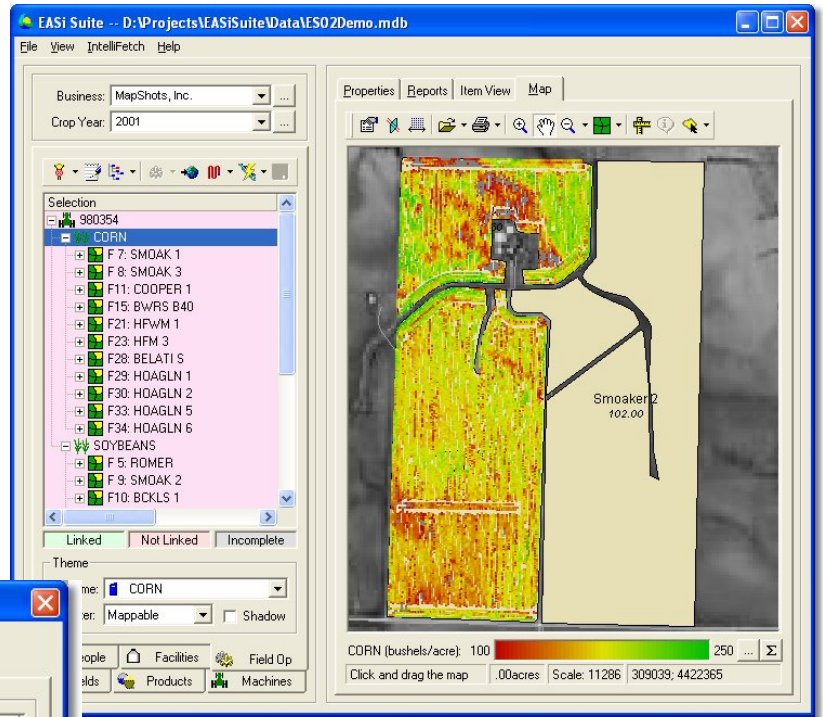 EASi Suite -- D:\Projects\EASiSuite\Data\ES02Demo.mdb
File View IntelliFetch Help
Business: MapShots, Inc. ...
Crop Year: 2001 ...
Selection
980354
CORN
F 7: SMOAK 1
F 8: SMOAK 3
F11: COOPER 1
F15: BWRS B40
F21: HFWM 1
F23: HFM 3
F28: BELATI S
F29: HOAGLN 1
F30: HOAGLN 2
F33: HOAGLN 5
F34: HOAGLN 6
SOYBEANS
F 5: ROMER
F 9: SMOAK 2
F10: BCKLS 1
Linked Not Linked Incomplete
Theme
me: CORN
er: Mappable Shadow
ople Facilities Field Op
elds Products Machines
Properties Reports Item View Map
Smoaker 2
102.00
CORN (bushels/acre): 100 250 ... Σ
Click and drag the map .00acres Scale: 11286 309039; 4422365